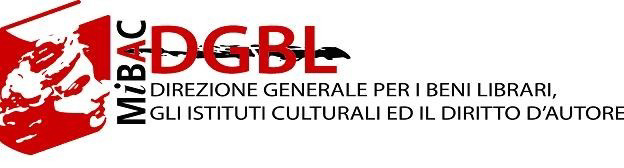 MiBAC
DGBL
DIREZIONE GENERALE PER I BENI LIBRARI,
GLI ISTITUTI CULTURALI ED IL DIRITTO D'AUTORE